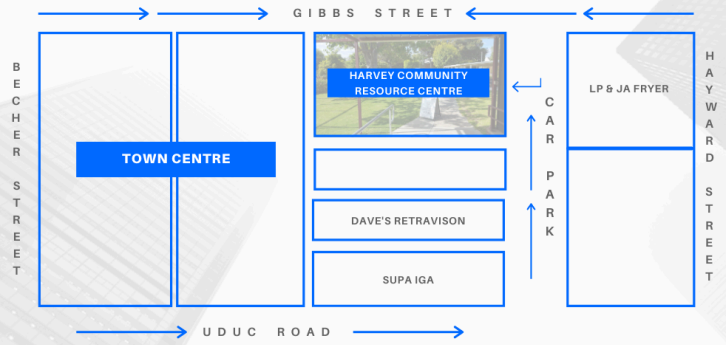 GIBBS STREET
BECHER STREET
HARVEY COMMUNITY
RESOURCE CENTRE
CAR PARK
LP & JA FRYER
HAYWARD STREET
TOWN CENTRE
DAVE'S RETRAVISON
SUPA IGA
UDUC ROAD